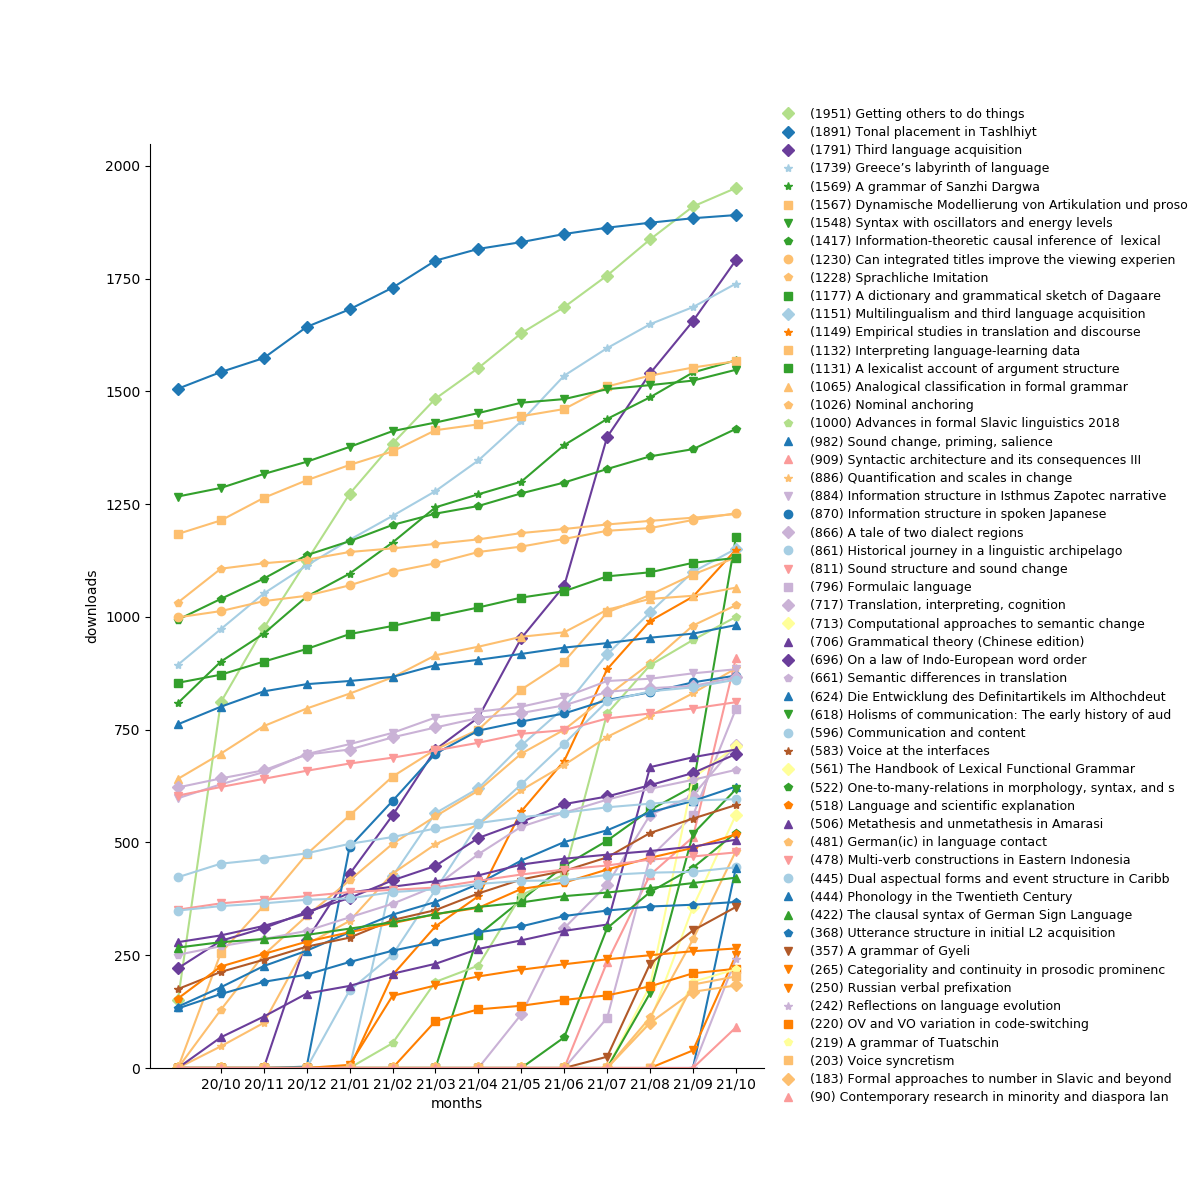 2000
1750
1500
1250
1000
750
500
250
0
downloads
20/10 20/11 20/12 21/01 21/02 21/03 21/04 21/05 21/06 21/07 21/08 21/09 21/10
months
(1951) Getting others to do things
(1891) Tonal placement in Tashlhiyt
(1791) Third language acquisition
(1739) Greece’s labyrinth of language
(1569) A grammar of Sanzhi Dargwa
(1567) Dynamische Modellierung von Artikulation und proso
(1548) Syntax with oscillators and energy levels
(1417) Information-theoretic causal inference of  lexical
(1230) Can integrated titles improve the viewing experien
(1228) Sprachliche Imitation
(1177) A dictionary and grammatical sketch of Dagaare
(1151) Multilingualism and third language acquisition
(1149) Empirical studies in translation and discourse
(1132) Interpreting language-learning data
(1131) A lexicalist account of argument structure
(1065) Analogical classification in formal grammar
(1026) Nominal anchoring
(1000) Advances in formal Slavic linguistics 2018
(982) Sound change, priming, salience
(909) Syntactic architecture and its consequences III
(886) Quantification and scales in change
(884) Information structure in Isthmus Zapotec narrative
(870) Information structure in spoken Japanese
(866) A tale of two dialect regions
(861) Historical journey in a linguistic archipelago
(811) Sound structure and sound change
(796) Formulaic language
(717) Translation, interpreting, cognition
(713) Computational approaches to semantic change
(706) Grammatical theory (Chinese edition)
(696) On a law of Indo-European word order
(661) Semantic differences in translation
(624) Die Entwicklung des Definitartikels im Althochdeut
(618) Holisms of communication: The early history of aud
(596) Communication and content
(583) Voice at the interfaces
(561) The Handbook of Lexical Functional Grammar
(522) One-to-many-relations in morphology, syntax, and s
(518) Language and scientific explanation
(506) Metathesis and unmetathesis in Amarasi
(481) German(ic) in language contact
(478) Multi-verb constructions in Eastern Indonesia
(445) Dual aspectual forms and event structure in Caribb
(444) Phonology in the Twentieth Century
(422) The clausal syntax of German Sign Language
(368) Utterance structure in initial L2 acquisition
(357) A grammar of Gyeli
(265) Categoriality and continuity in prosodic prominenc
(250) Russian verbal prefixation
(242) Reflections on language evolution
(220) OV and VO variation in code-switching
(219) A grammar of Tuatschin
(203) Voice syncretism
(183) Formal approaches to number in Slavic and beyond
(90) Contemporary research in minority and diaspora lan